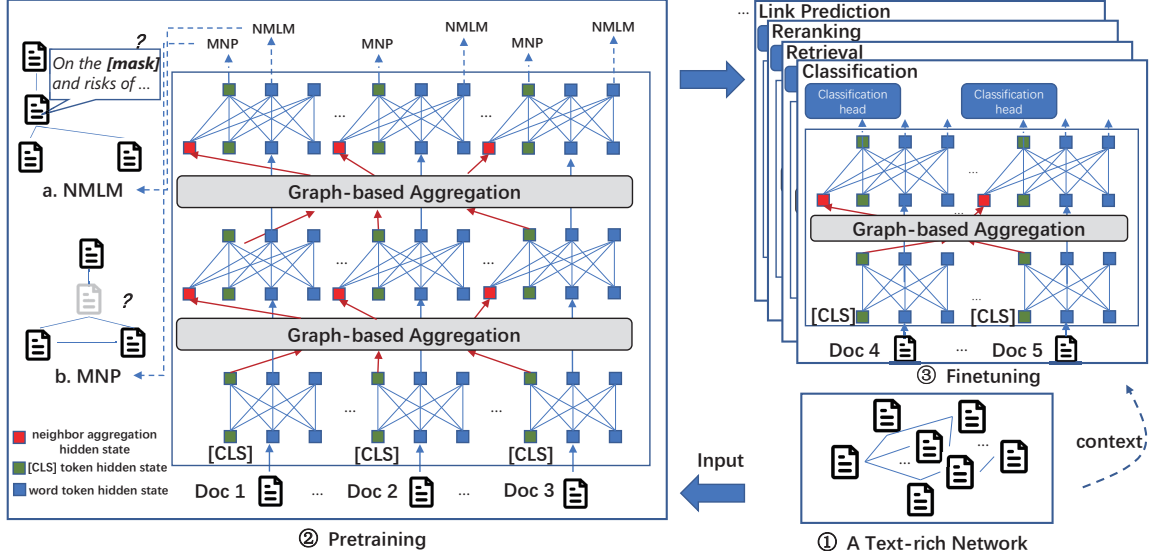 ?
On the [mask]
and risks of ...
a. NMLM
?
b. MNP
neighbor aggregation
hidden state
[CLS] token hidden state
word token hidden state
MNP
NMLM
MNP
NMLM
MNP
NMLM
...
...
Graph-based Aggregation
...
...
Graph-based Aggregation
...
...
[CLS]
[CLS]
[CLS]
Doc 1
...
Doc 2
...
Doc 3
② Pretraining
... Link Prediction
Reranking
Retrieval
Classification
Classification
head
Classification
head
...
...
Graph-based Aggregation
...
[CLS]
[CLS]
Doc 4
...
Doc 5
③ Finetuning
Input
context
...
...
① A Text-rich Network